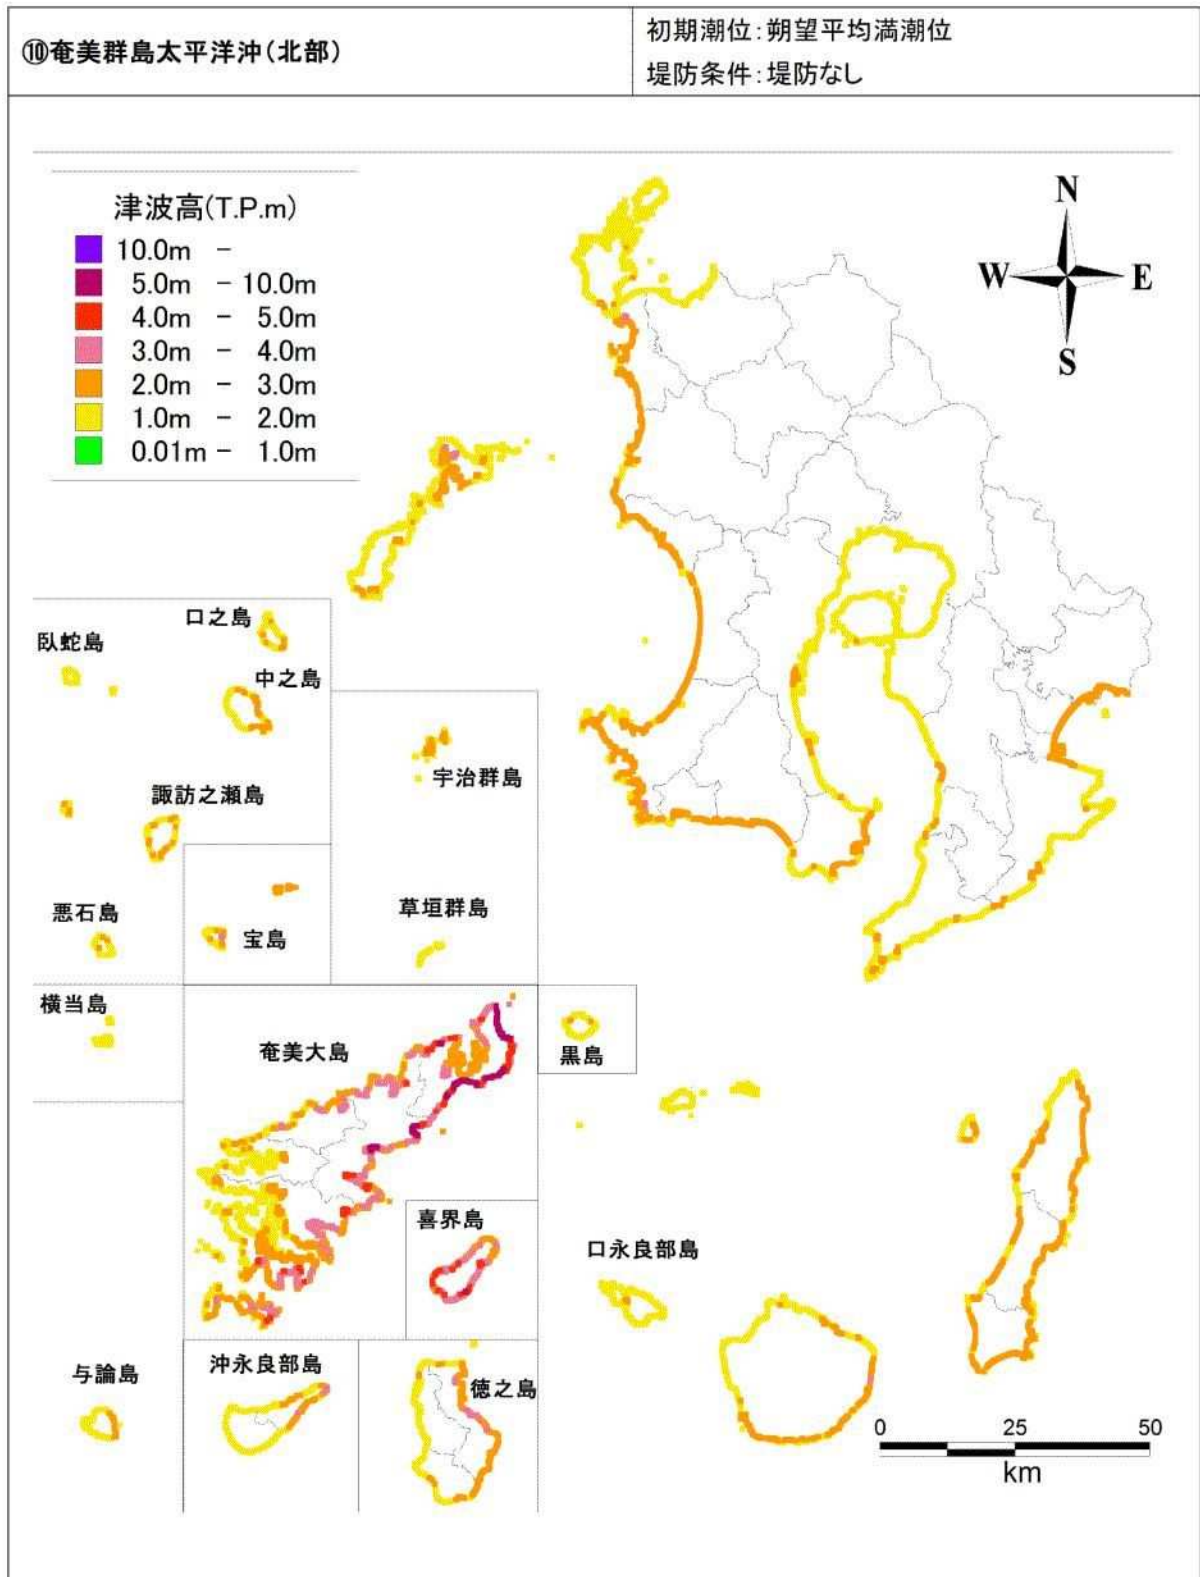 ⑩奄美群島太平洋沖(北部)
初期潮位:朔望平均満潮位
堤防条件:堤防なし
津波高(T.P.m)
10.0m -
5.0m - 10.0m
4.0m - 5.0m
3.0m - 4.0m
2.0m - 3.0m
1.0m - 2.0m
0.01m - 1.0m
N
W
E
S
口之島
臥蛇島
中之島
宇治群島
諏訪之瀬島
悪石島
宝島
草垣群島
横当島
奄美大島
黒島
喜界島
口永良部島
与論島
沖永良部島
徳之島
0 25 50
km